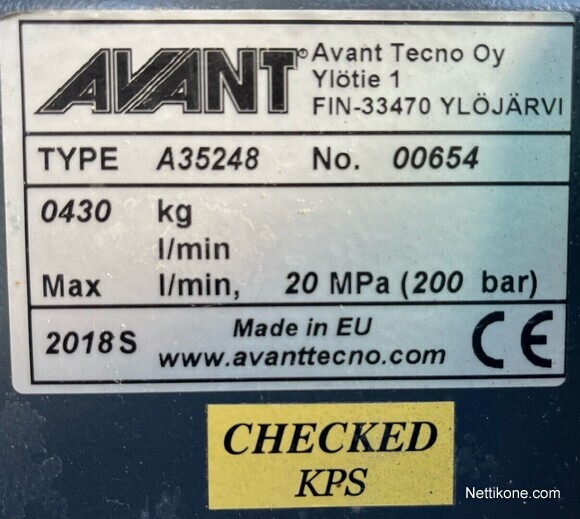 AVANT® Avant Tecno Oy
Ylötie 1
FIN-33470 YLÖJÄRVI
TYPE A35248 No. 00654
0430 kg
l/min
Max l/min, 20 MPa (200 bar)
2018S Made in EU CE
www.avanttecno.com
CHECKED
KPS
Nettikone.com